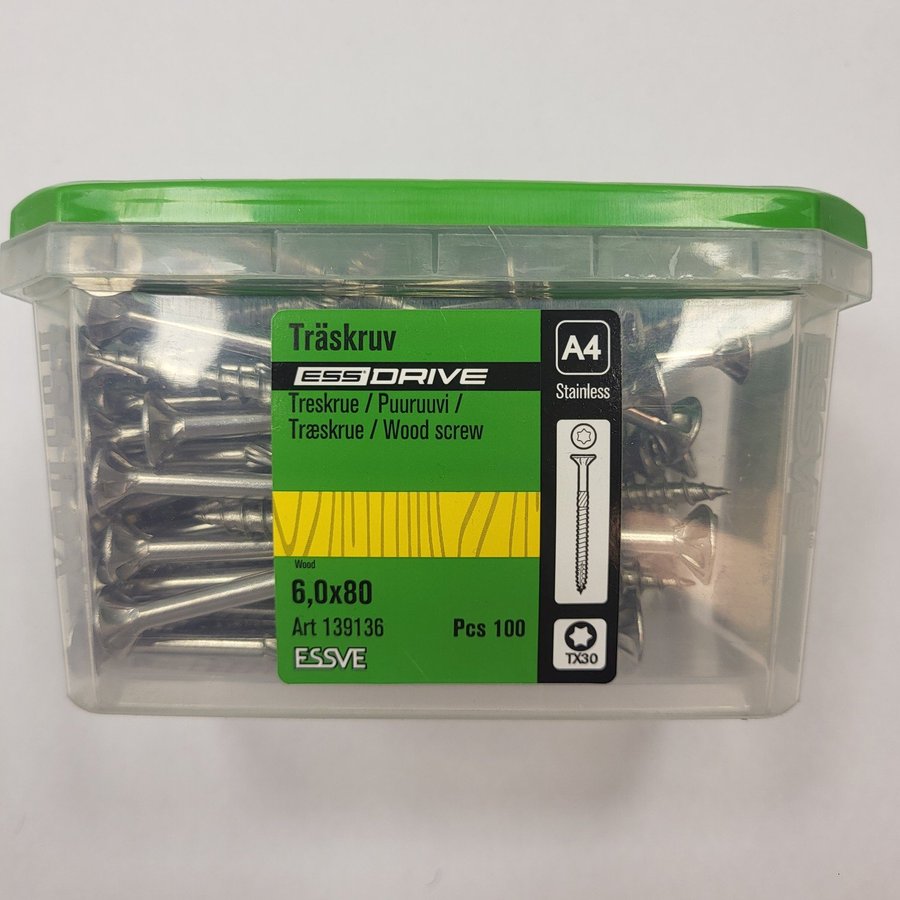 Träskruv
ESSDRIVE
Treskrue / Puuruuvi /
Træskrue / Wood screw
Wood
6,0x80
Art 139136
Pcs 100
ESSVE
A4
Stainless
TX30